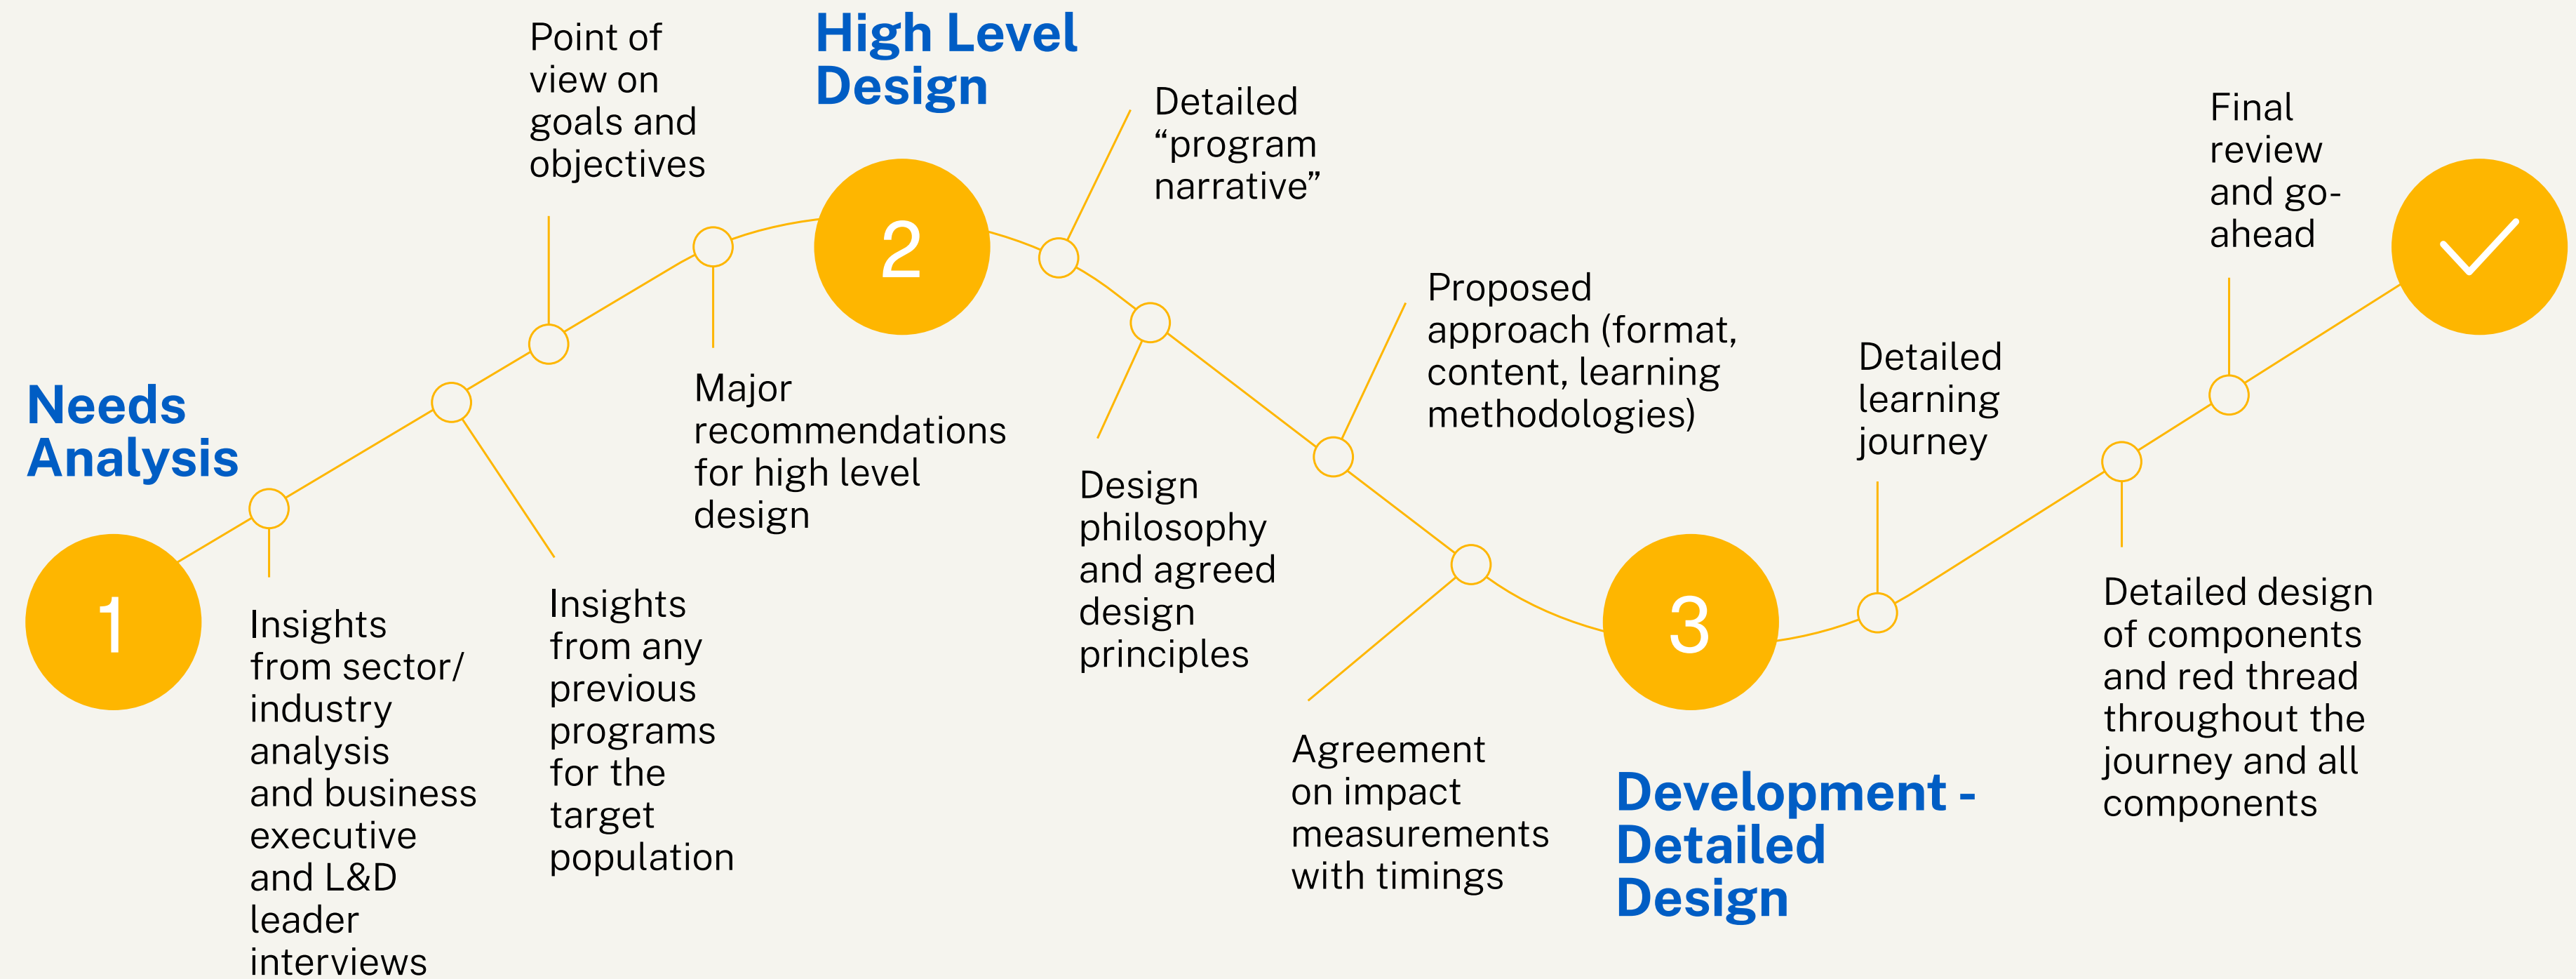 Needs
Analysis
1
Insights
from sector/
industry
analysis
and business
executive
and L&D
leader
interviews
Insights
from any
previous
programs
for the
target
population
Point of
view on
goals and
objectives
Major
recommendations
for high level
design
High Level
Design
2
Detailed
“program
narrative”
Design
philosophy
and agreed
design
principles
Proposed
approach (format,
content, learning
methodologies)
Agreement
on impact
measurements
with timings
3
Development -
Detailed
Design
Detailed
learning
journey
Detailed design
of components
and red thread
throughout the
journey and all
components
Final
review
and go-
ahead